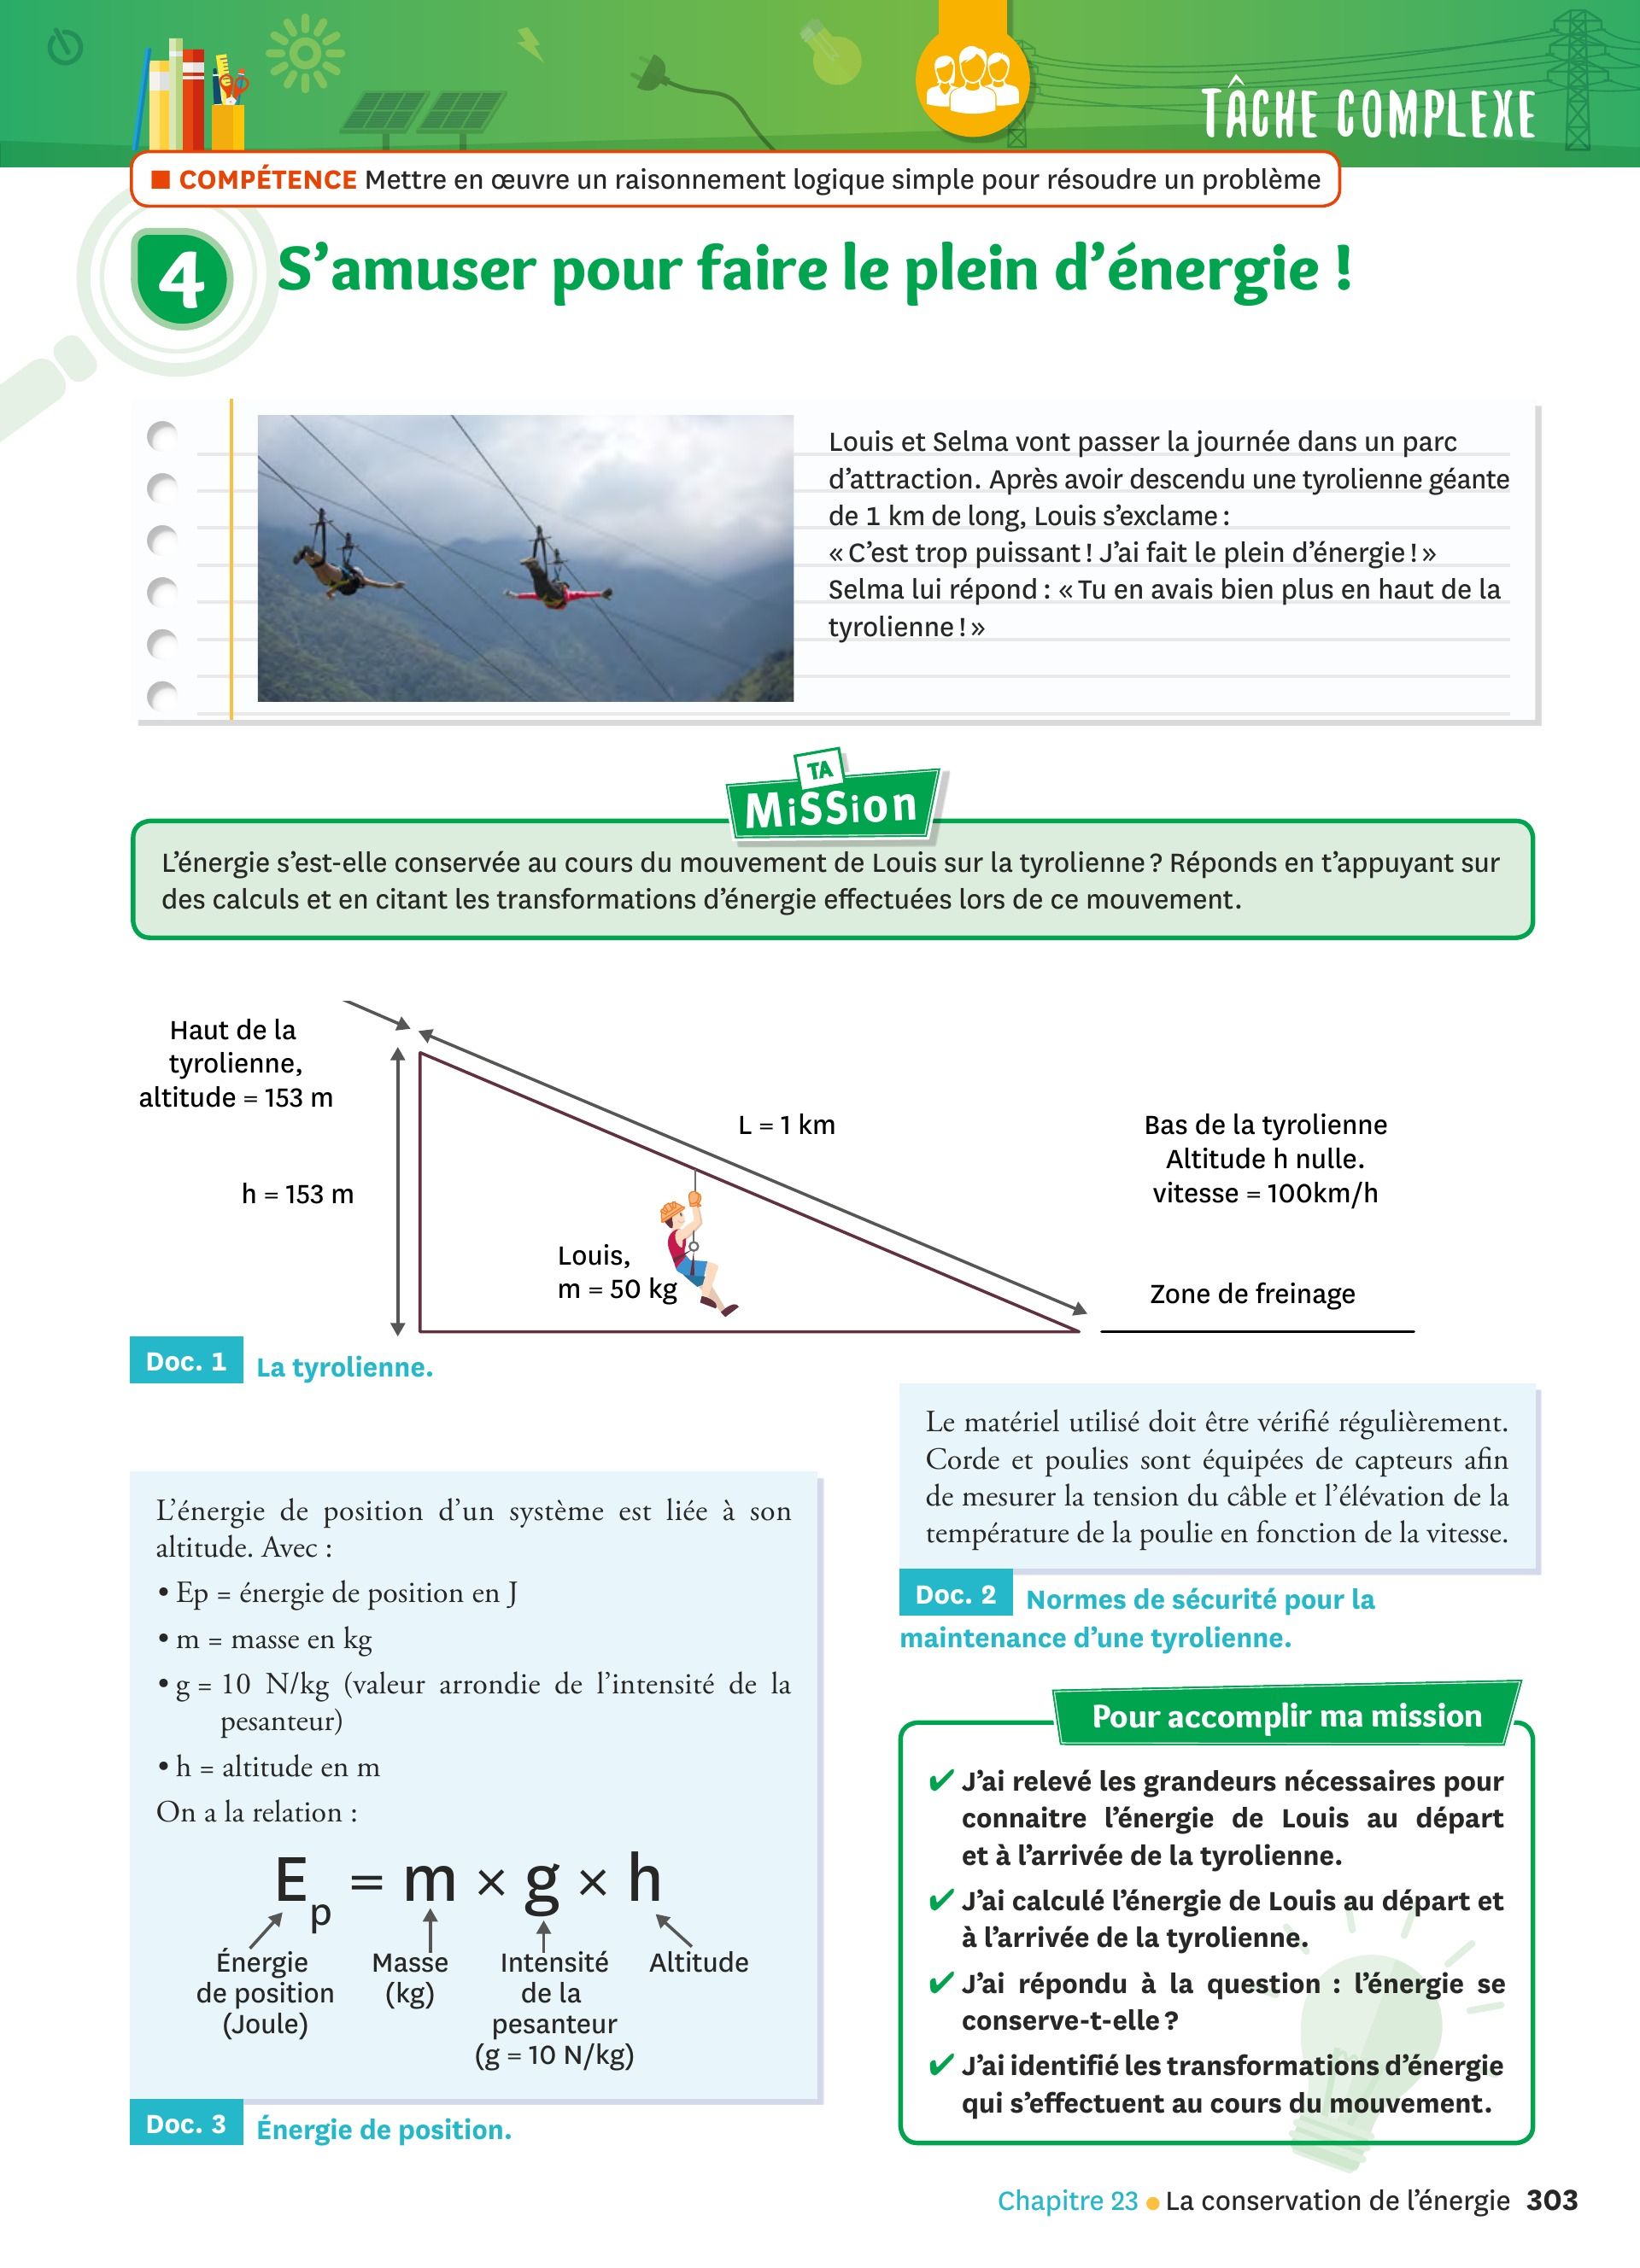 TÂCHE COMPLEXE
■ COMPÉTENCE Mettre en œuvre un raisonnement logique simple pour résoudre un problème
4
S’amuser pour faire le plein d’énergie !
Louis et Selma vont passer la journée dans un parc
d’attraction. Après avoir descendu une tyrolienne géante
de 1 km de long, Louis s’exclame :
« C’est trop puissant ! J’ai fait le plein d’énergie ! »
Selma lui répond : « Tu en avais bien plus en haut de la
tyrolienne ! »
TA
MiSSion
L’énergie s’est-elle conservée au cours du mouvement de Louis sur la tyrolienne ? Réponds en t’appuyant sur
des calculs et en citant les transformations d’énergie effectuées lors de ce mouvement.
Haut de la
tyrolienne,
altitude = 153 m
h = 153 m
L = 1 km
Louis,
m = 50 kg
Bas de la tyrolienne
Altitude h nulle.
vitesse = 100km/h
Zone de freinage
Doc. 1 La tyrolienne.
L’énergie de position d’un système est liée à son
altitude. Avec :
• Ep = énergie de position en J
• m = masse en kg
• g = 10 N/kg (valeur arrondie de l’intensité de la
pesanteur)
• h = altitude en m
On a la relation :
Ep = m × g × h
Énergie
de position
(Joule)
Masse
(kg)
Intensité
de la
pesanteur
(g = 10 N/kg)
Altitude
Doc. 3 Énergie de position.
Le matériel utilisé doit être vérifié régulièrement.
Corde et poulies sont équipées de capteurs afin
de mesurer la tension du câble et l’élévation de la
température de la poulie en fonction de la vitesse.
Doc. 2 Normes de sécurité pour la
maintenance d’une tyrolienne.
Pour accomplir ma mission
✔ J’ai relevé les grandeurs nécessaires pour
connaitre l’énergie de Louis au départ
et à l’arrivée de la tyrolienne.
✔ J’ai calculé l’énergie de Louis au départ et
à l’arrivée de la tyrolienne.
✔ J’ai répondu à la question : l’énergie se
conserve-t-elle ?
✔ J’ai identifié les transformations d’énergie
qui s’effectuent au cours du mouvement.
Chapitre 23 • La conservation de l’énergie 303